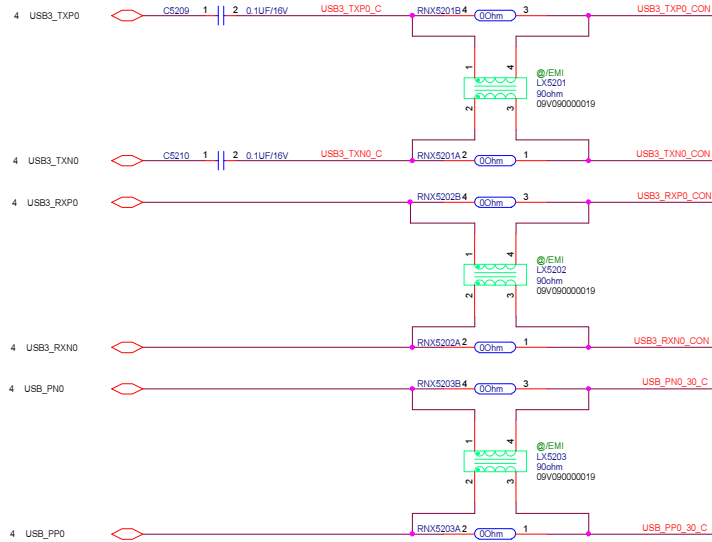 4 USB3_TXP0 C5209 1 2 0.1UF/16V USB3_TXP0_C RNX5201B 4 0Ohm 3 USB3_TXP0_CON
1 4
@/EMI
LX5201
90ohm
09V090000019
2 3
4 USB3_TXN0 C5210 1 2 0.1UF/16V USB3_TXN0_C RNX5201A 2 0Ohm 1 USB3_TXN0_CON
4 USB3_RXP0 RNX5202B 4 0Ohm 3 USB3_RXP0_CON
1 4
@/EMI
LX5202
90ohm
09V090000019
2 3
4 USB3_RXN0 RNX5202A 2 0Ohm 1 USB3_RXN0_CON
4 USB_PN0 RNX5203B 4 0Ohm 3 USB_PN0_30_C
1 4
@/EMI
LX5203
90ohm
09V090000019
2 3
4 USB_PP0 RNX5203A 2 0Ohm 1 USB_PP0_30_C